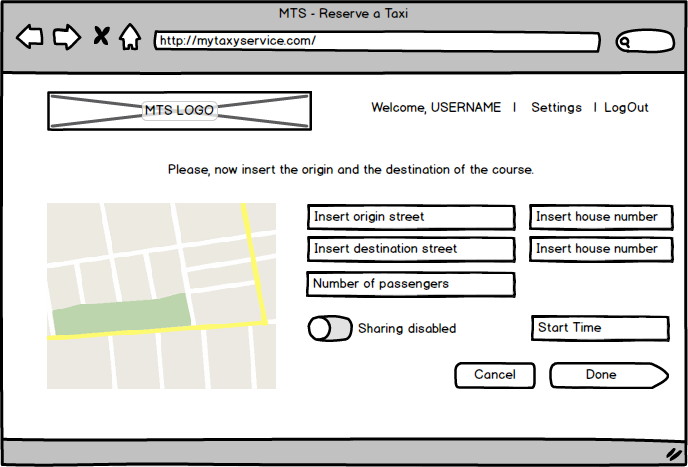 MTS - Reserve a Taxi
http://mytaxyservice.com/
MTS LOGO
Welcome, USERNAME | Settings | LogOut
Please, now insert the origin and the destination of the course.
Insert origin street Insert house number
Insert destination street Insert house number
Number of passengers
Sharing disabled Start Time
Cancel Done